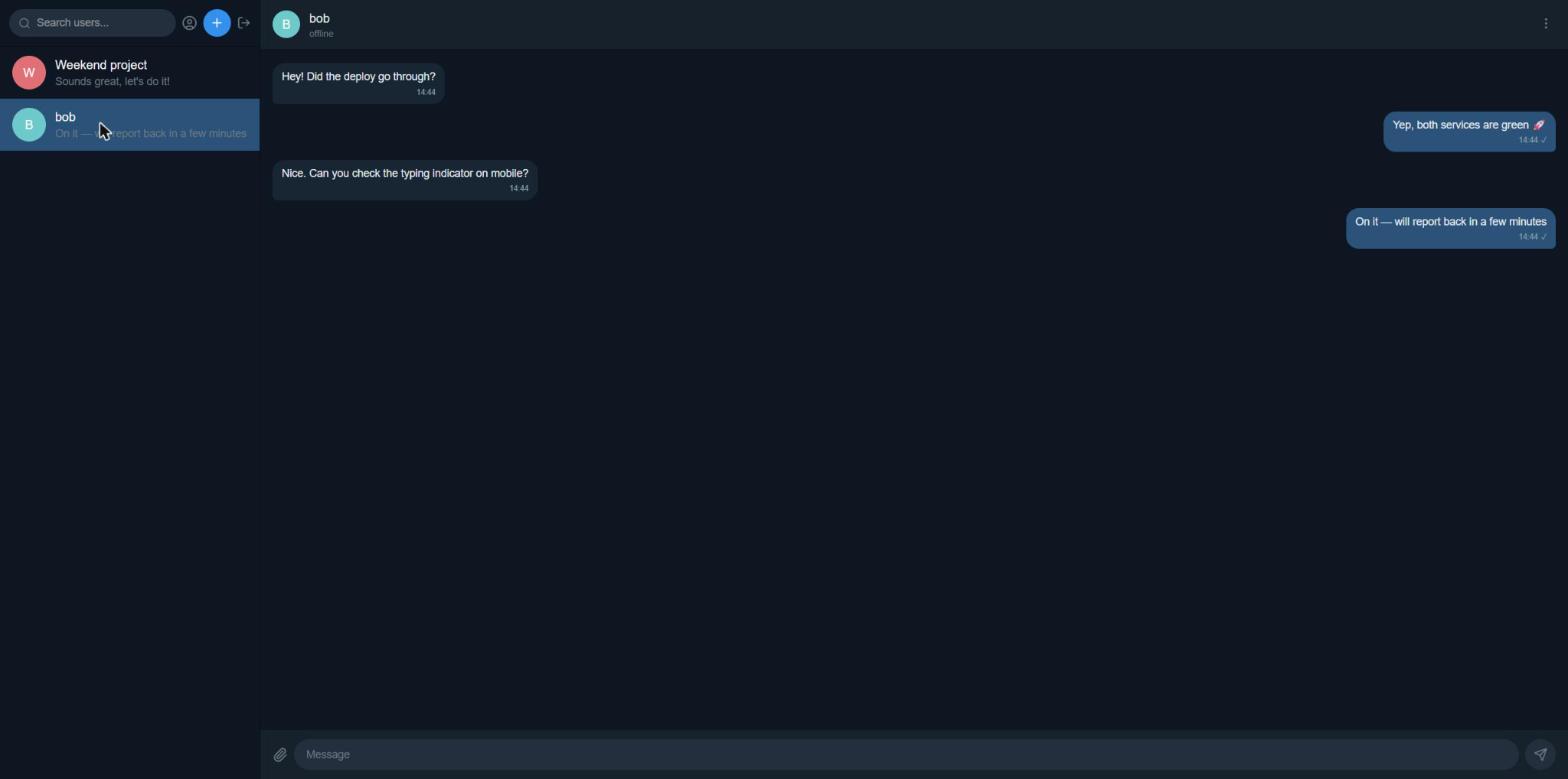 Search users...
W
Weekend project
Sounds great, let's do it!
B
bob
On it — report back in a few minutes
B
bob
offline
Hey! Did the deploy go through?
14:44
Yep, both services are green 🚀
14:44 ✓
Nice. Can you check the typing indicator on mobile?
14:44
On it — will report back in a few minutes
14:44 ✓
Message